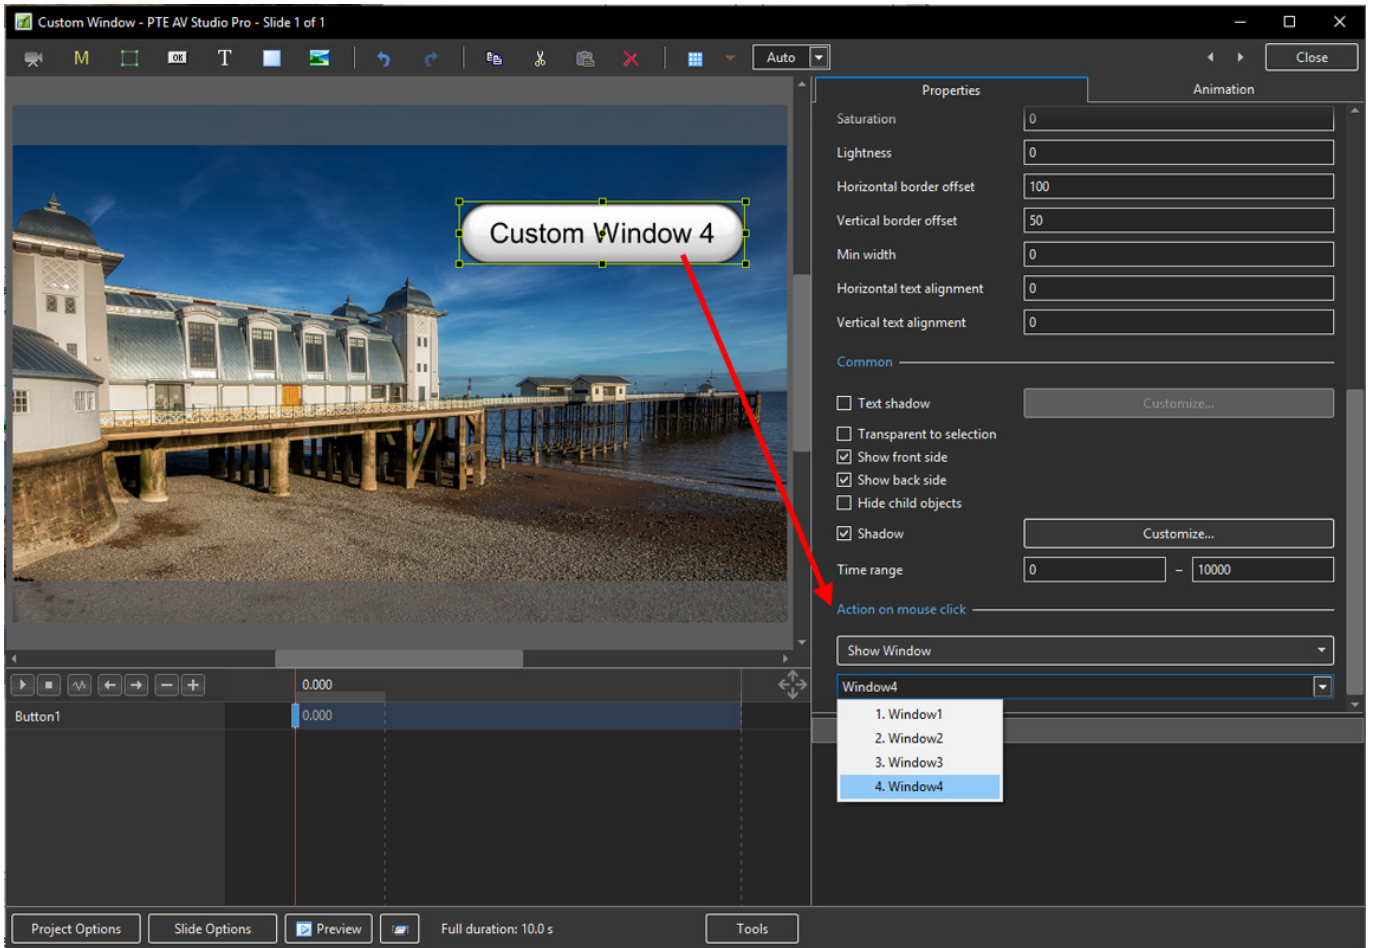 Custom Window - PTE AV Studio Pro - Slide 1 of 1
M
OK
T
Auto
Close
Properties
Animation
Saturation 0
Lightness 0
Horizontal border offset 100
Vertical border offset 50
Min width 0
Horizontal text alignment 0
Vertical text alignment 0
Common
Text shadow Customize...
Transparent to selection
Show front side
Show back side
Hide child objects
Shadow Customize...
Time range 0 – 10000
Action on mouse click
Show Window
Window4
1. Window1
2. Window2
3. Window3
4. Window4
Custom Window 4
0.000
Button1 0.000
Project Options
Slide Options
Preview
Full duration: 10.0 s
Tools